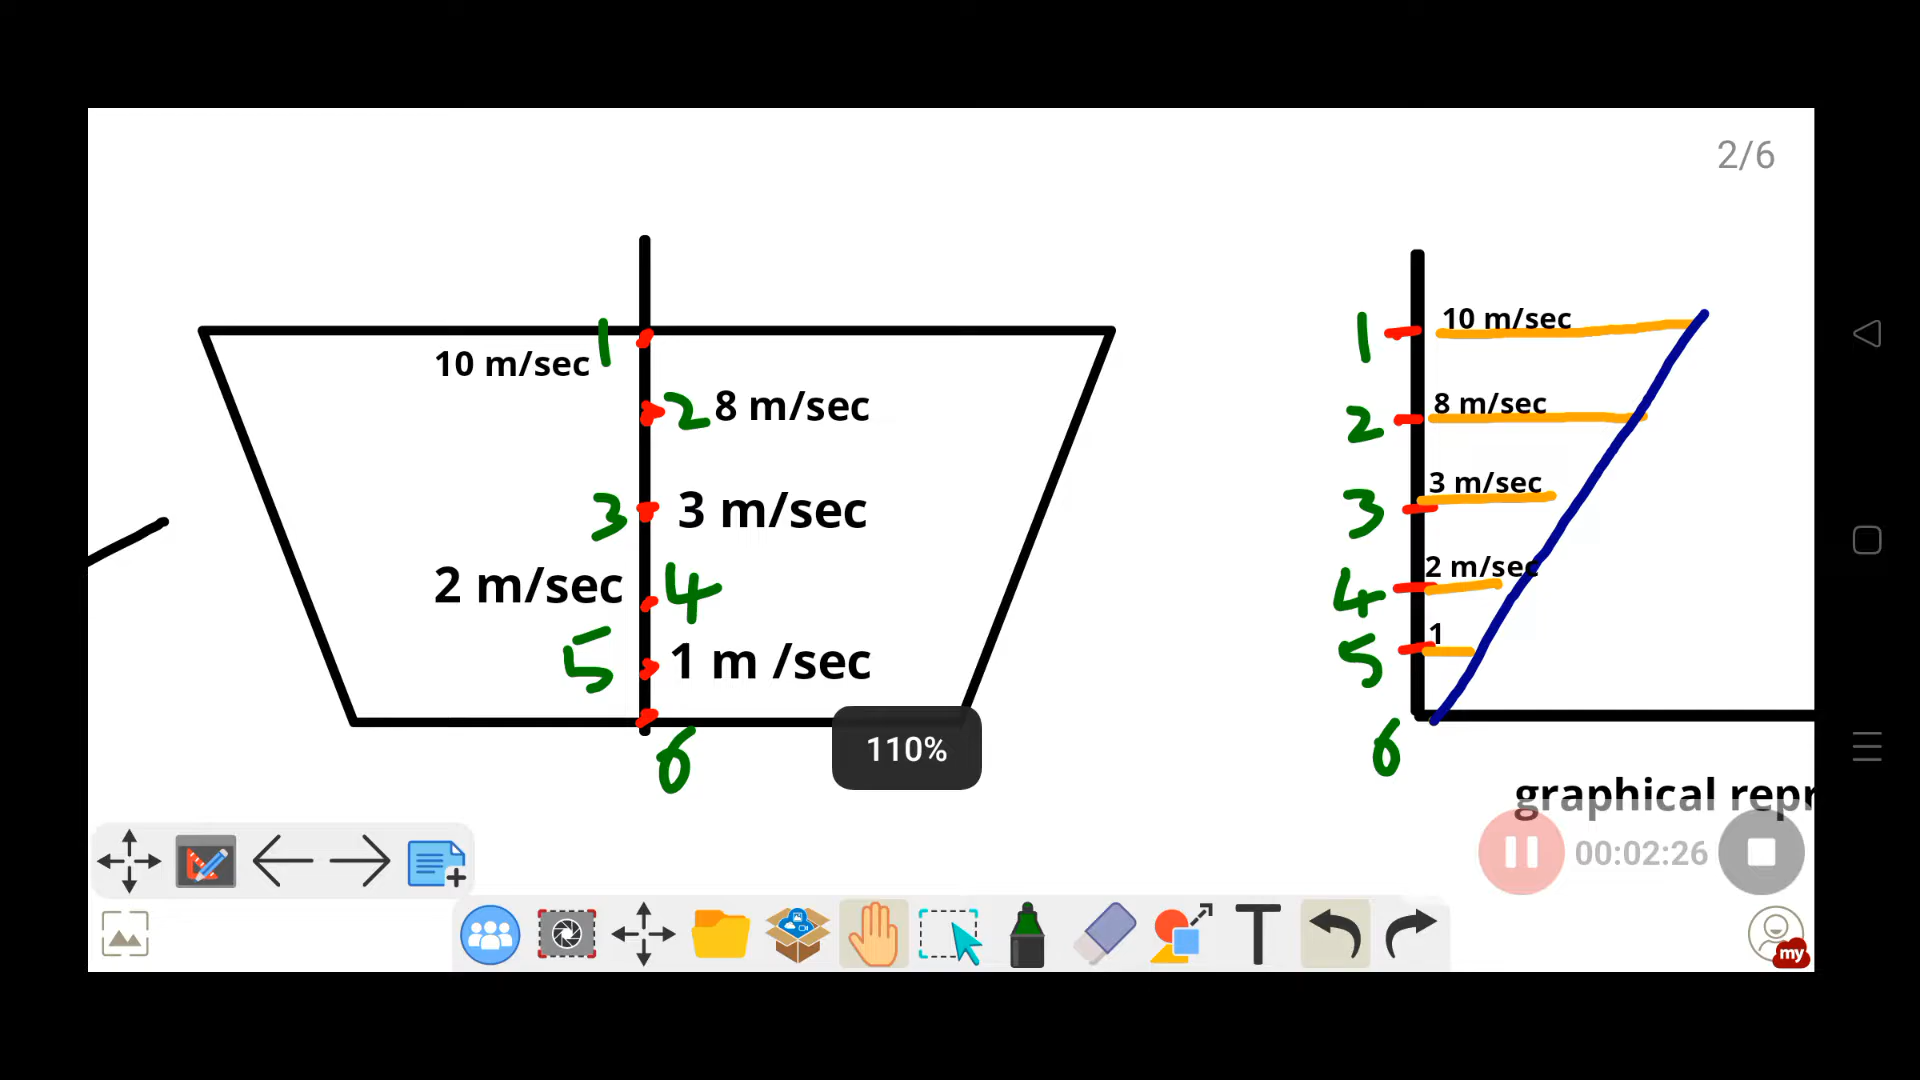 2/6
1
10 m/sec
2 8 m/sec
3 3 m/sec
2 m/sec 4
5 1 m /sec
6
110%
1 10 m/sec
2 8 m/sec
3 3 m/sec
4 2 m/sec
5 1
6
graphical repr
00:02:26
T
my